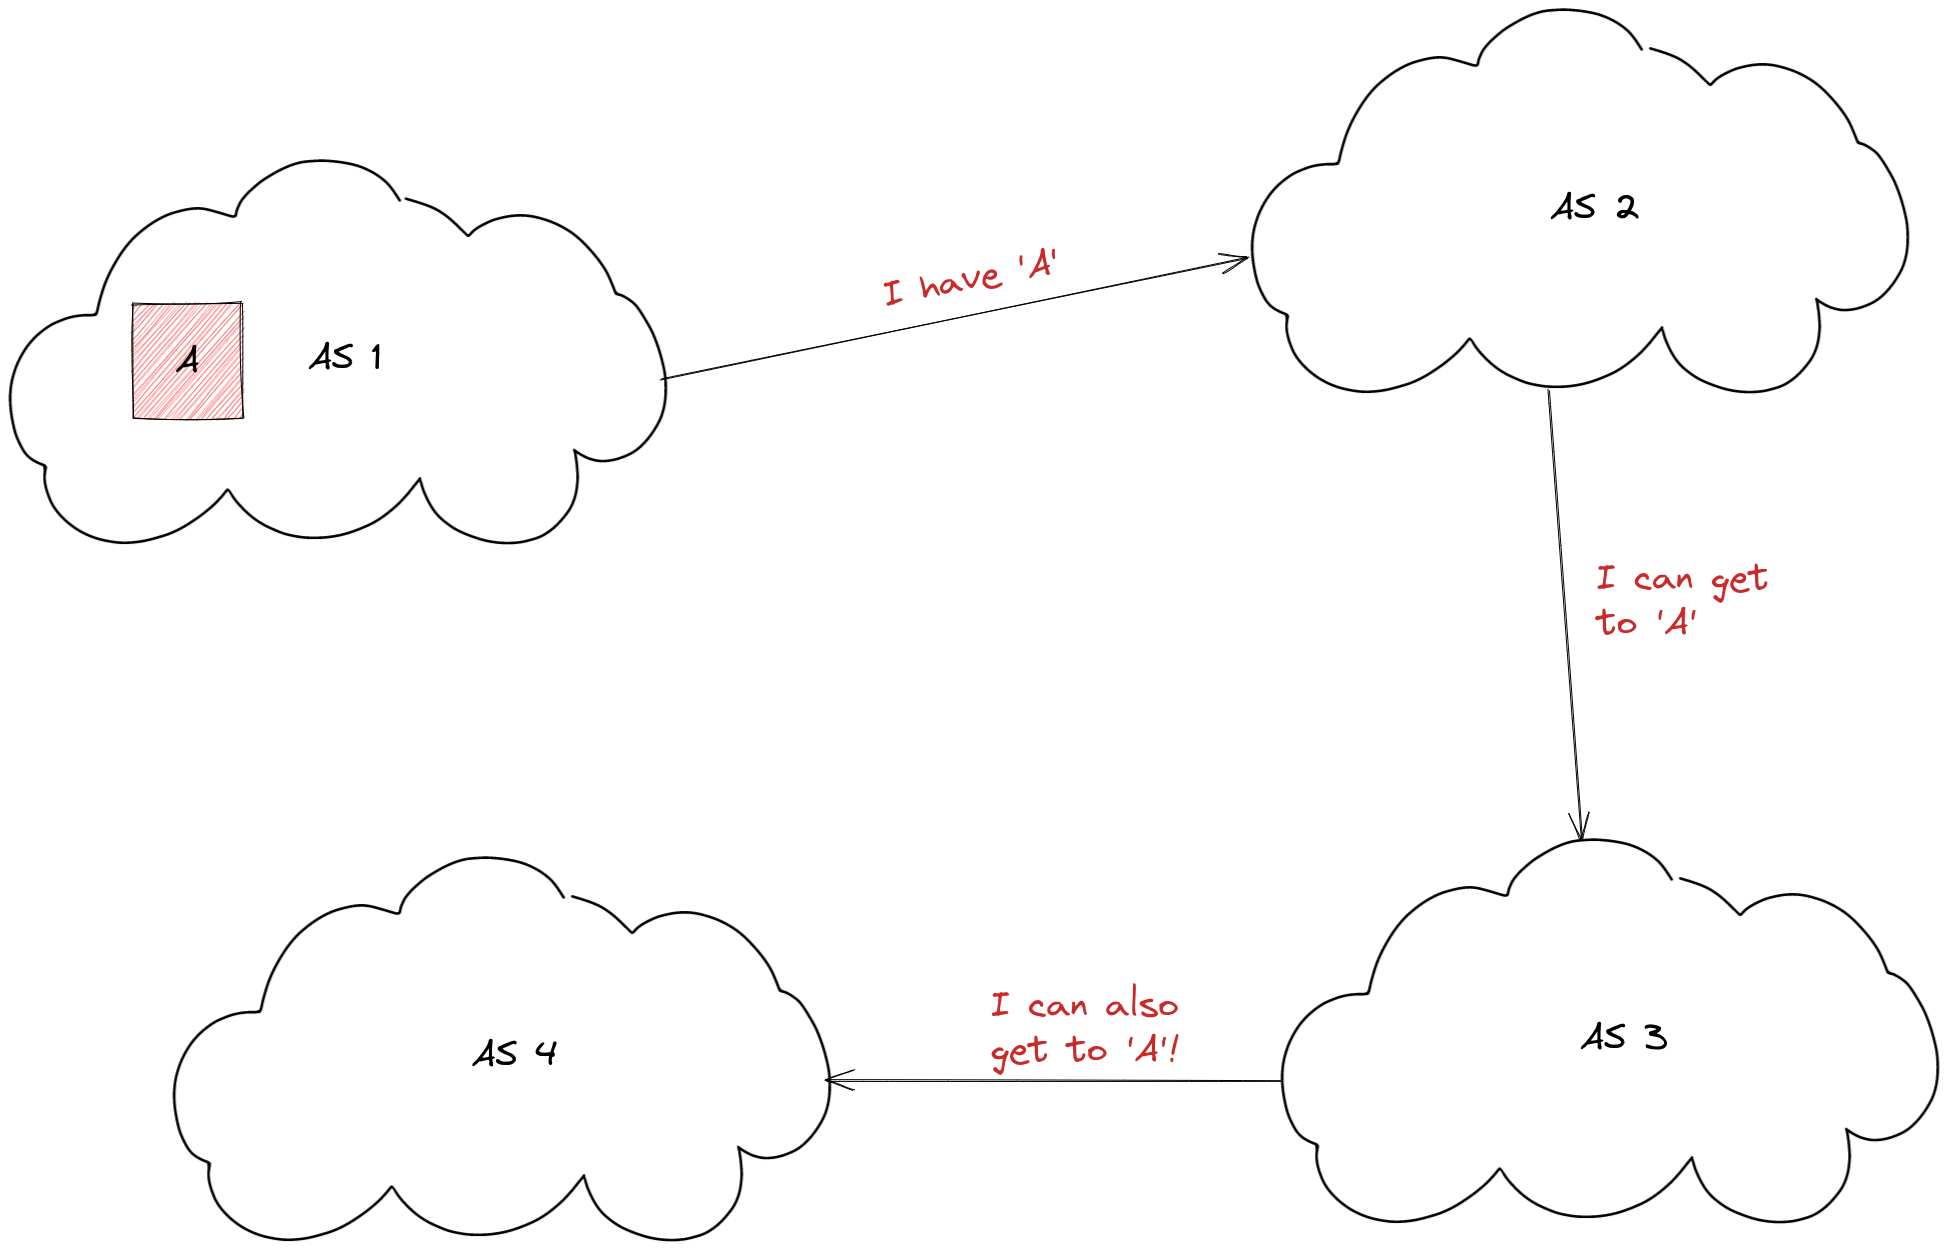 AS 2
I have 'A'
A
AS 1
I can get
to 'A'
I can also
get to 'A'!
AS 3
AS 4